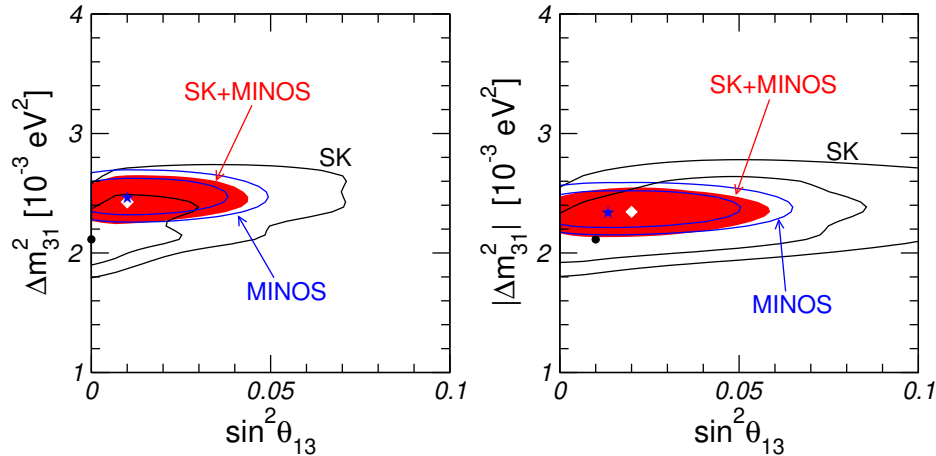 4
3
2
1
Δm²₃₁ [10⁻³ eV²]
SK+MINOS
SK
MINOS
0
0.05
0.1
sin²θ₁₃
4
3
2
1
|Δm²₃₁| [10⁻³ eV²]
SK+MINOS
SK
MINOS
0
0.05
0.1
sin²θ₁₃